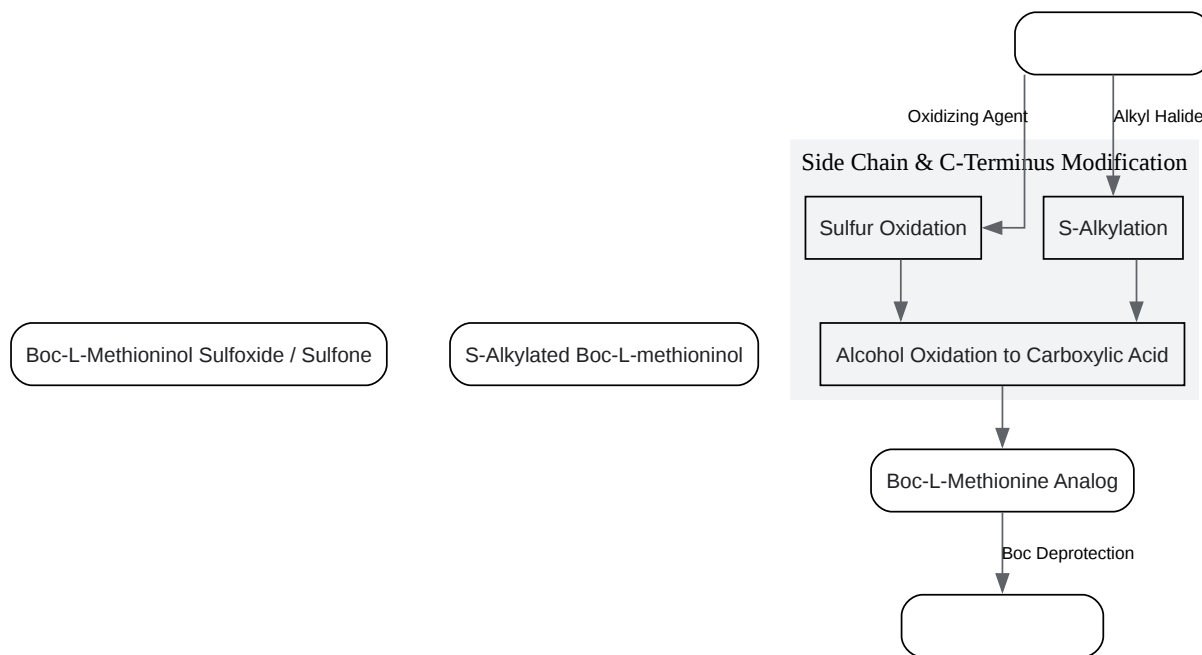 Oxidizing Agent
Alkyl Halide
Side Chain & C-Terminus Modification
Sulfur Oxidation
S-Alkylation
Boc-L-Methioninol Sulfoxide / Sulfone
S-Alkylated Boc-L-methioninol
Alcohol Oxidation to Carboxylic Acid
Boc-L-Methionine Analog
Boc Deprotection